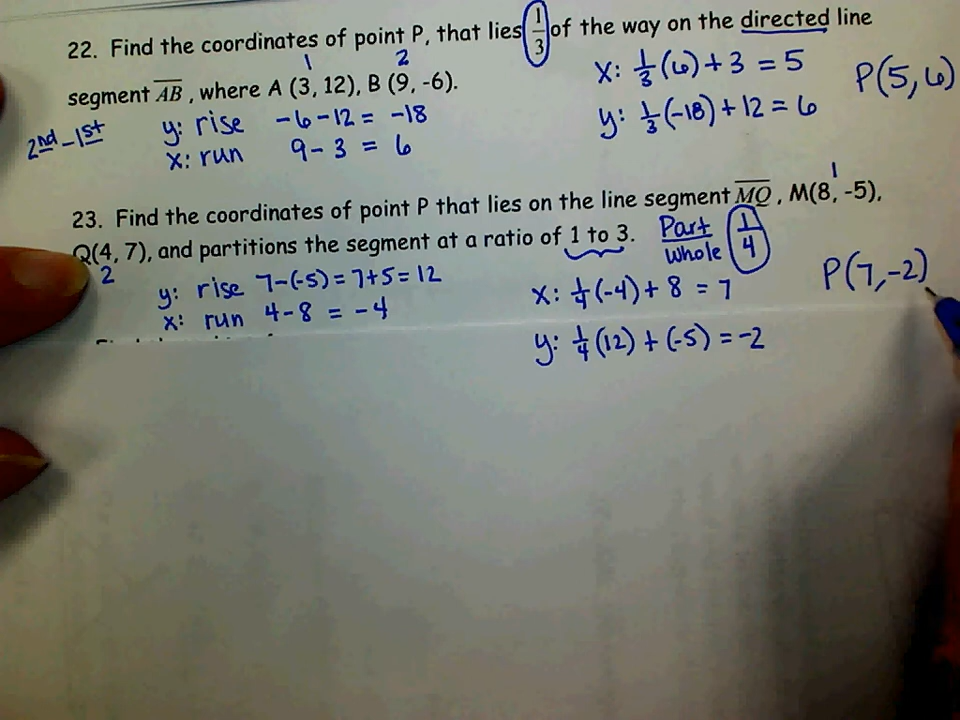 22. Find the coordinates of point P, that lies 1/3 of the way on the directed line
1 2
segment AB, where A (3, 12), B (9, -6).
x: 1/3(6)+3 = 5
P(5,6)
y: 1/3(-18)+12 = 6
2nd-1st
y: rise -6-12 = -18
x: run 9-3 = 6
1
23. Find the coordinates of point P that lies on the line segment MQ, M(8, -5),
Q(4, 7), and partitions the segment at a ratio of 1 to 3. Part/Whole 1/4
2
y: rise 7-(-5) = 7+5 = 12
x: run 4-8 = -4
x: 1/4(-4)+8 = 7
P(7,-2)
y: 1/4(12)+(-5) = -2